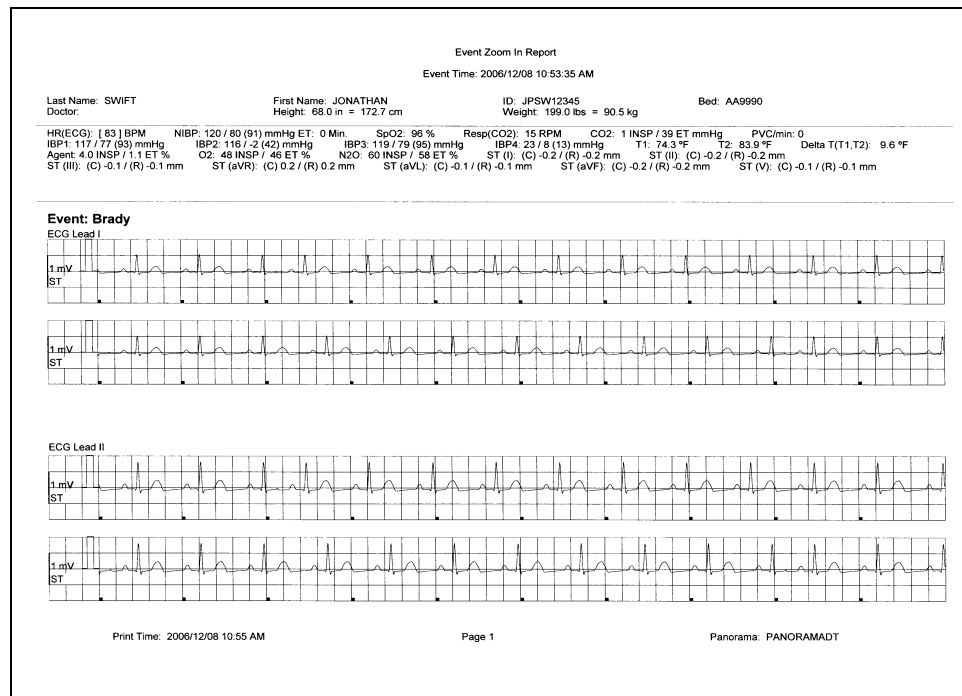 Event Zoom In Report
Event Time: 2006/12/08 10:53:35 AM
Last Name: SWIFT First Name: JONATHAN ID: JPSW12345 Bed: AA9990
Doctor: Height: 68.0 in = 172.7 cm Weight: 199.0 lbs = 90.5 kg
HR(ECG): [ 83 ] BPM NIBP: 120 / 80 (91) mmHg ET: 0 Min. SpO2: 96 % Resp(CO2): 15 RPM CO2: 1 INSP / 39 ET mmHg PVC/min: 0
IBP1: 117 / 77 (93) mmHg IBP2: 116 / -2 (42) mmHg IBP3: 119 / 79 (95) mmHg IBP4: 23 / 8 (13) mmHg T1: 74.3 ºF T2: 83.9 ºF Delta T(T1,T2): 9.6 ºF
Agent: 4.0 INSP / 1.1 ET % O2: 48 INSP / 46 ET % N2O: 60 INSP / 58 ET % ST (I): (C) -0.2 / (R) -0.2 mm ST (II): (C) -0.2 / (R) -0.2 mm
ST (III): (C) -0.1 / (R) -0.1 mm ST (aVR): (C) 0.2 / (R) 0.2 mm ST (aVL): (C) -0.1 / (R) -0.1 mm ST (aVF): (C) -0.2 / (R) -0.2 mm ST (V): (C) -0.1 / (R) -0.1 mm
Event: Brady
ECG Lead I
1 mV
ST
1 mV
ST
ECG Lead II
1 mV
ST
1 mV
ST
Print Time: 2006/12/08 10:55 AM Page 1 Panorama: PANORAMADT